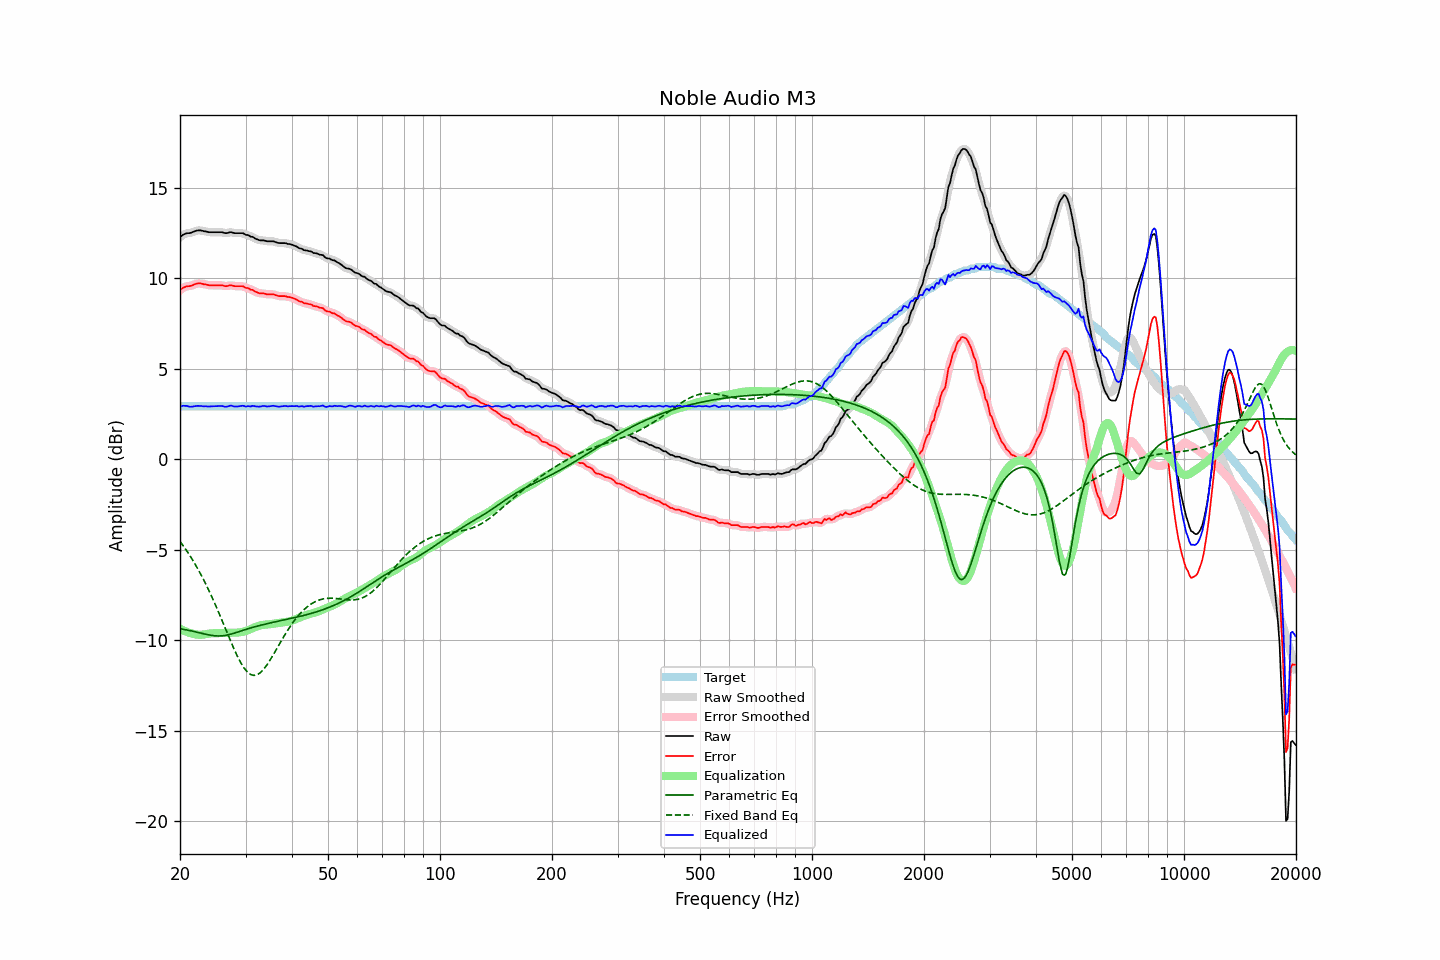 Noble Audio M3
Amplitude (dBr)
15
10
5
0
−5
−10
−15
−20
Target
Raw Smoothed
Error Smoothed
Raw
Error
Equalization
Parametric Eq
Fixed Band Eq
Equalized
20
50
100
200
500
1000
2000
5000
10000
20000
Frequency (Hz)